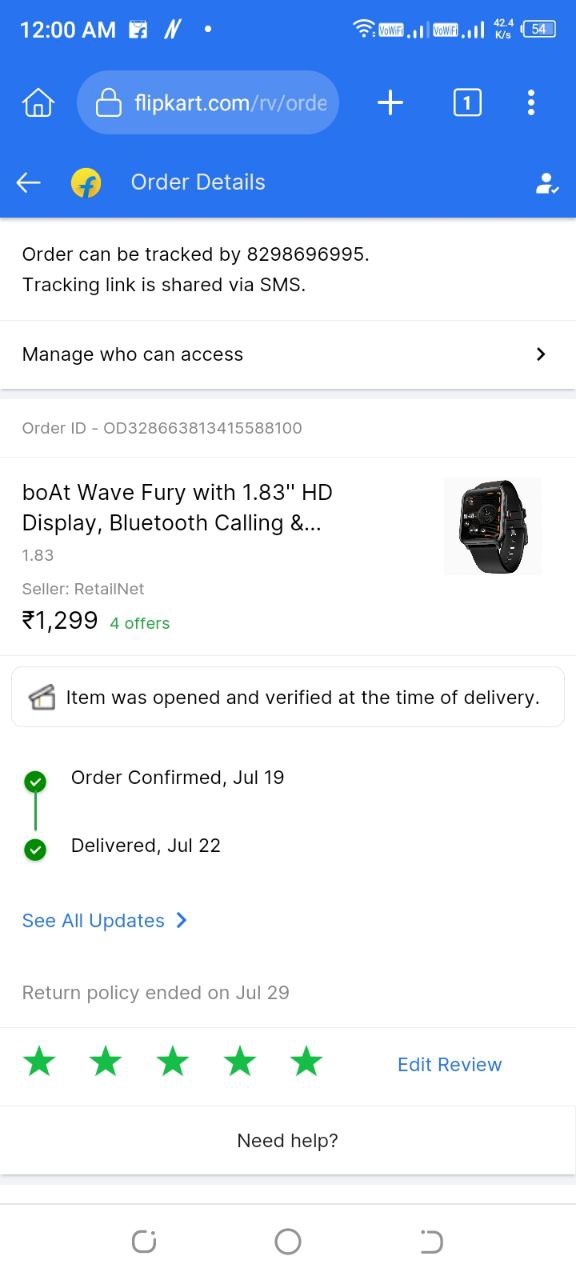 12:00 AM
VoWiFi VoWiFi 42.4 K/s 54
flipkart.com/rv/orde
1
Order Details
Order can be tracked by 8298696995.
Tracking link is shared via SMS.
Manage who can access
Order ID - OD328663813415588100
boAt Wave Fury with 1.83" HD
Display, Bluetooth Calling &...
1.83
Seller: RetailNet
₹1,299 4 offers
Item was opened and verified at the time of delivery.
Order Confirmed, Jul 19
Delivered, Jul 22
See All Updates
Return policy ended on Jul 29
Edit Review
Need help?